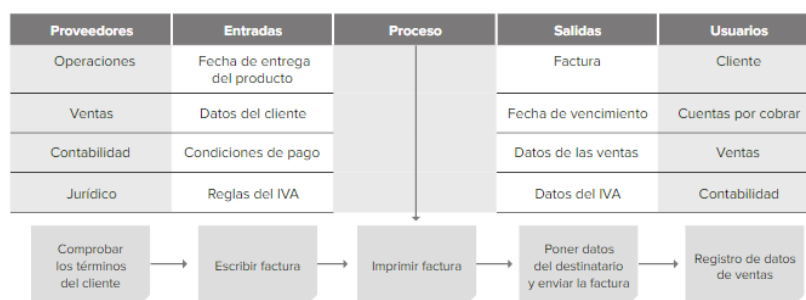 Proveedores Entradas Proceso Salidas Usuarios
Operaciones Fecha de entrega del producto Factura Cliente
Ventas Datos del cliente Fecha de vencimiento Cuentas por cobrar
Contabilidad Condiciones de pago Datos de las ventas Ventas
Jurídico Reglas del IVA Datos del IVA Contabilidad
Comprobar
los términos
del cliente
Escribir factura
Imprimir factura
Poner datos
del destinatario
y enviar la factura
Registro de datos
de ventas